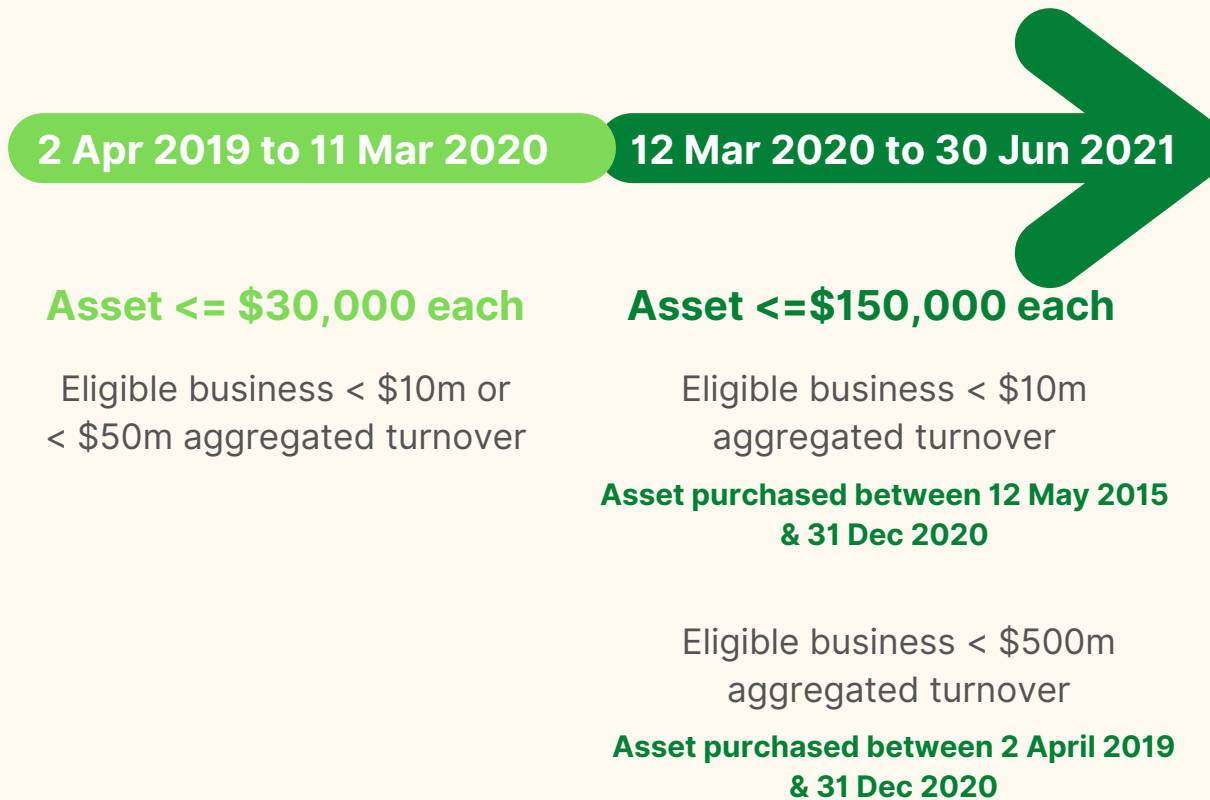 2 Apr 2019 to 11 Mar 2020
12 Mar 2020 to 30 Jun 2021
Asset <= $30,000 each
Eligible business < $10m or
< $50m aggregated turnover
Asset <=$150,000 each
Eligible business < $10m
aggregated turnover
Asset purchased between 12 May 2015
& 31 Dec 2020
Eligible business < $500m
aggregated turnover
Asset purchased between 2 April 2019
& 31 Dec 2020